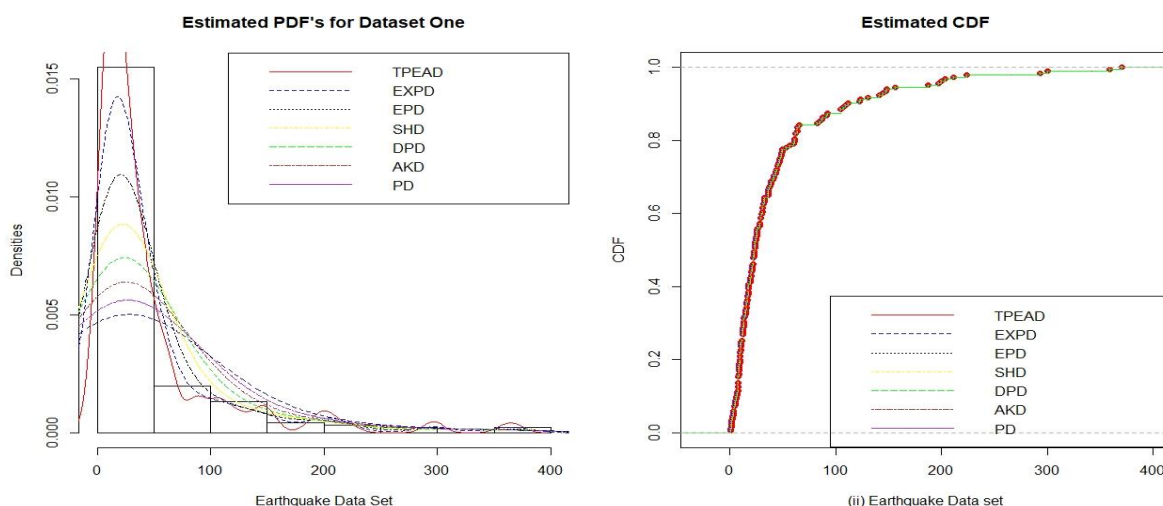 Estimated PDF's for Dataset One
TPEAD
EXPD
EPD
SHD
DPD
AKD
PD
Densities
0.000
0.005
0.010
0.015
0
100
200
300
400
Earthquake Data Set
Estimated CDF
CDF
0.0
0.2
0.4
0.6
0.8
1.0
TPEAD
EXPD
EPD
SHD
DPD
AKD
PD
0
100
200
300
400
(ii) Earthquake Data set